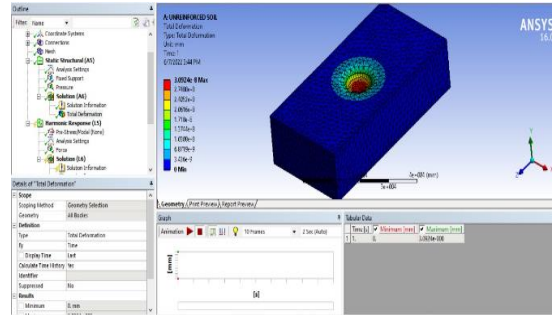 Outline
Filter: Name
Coordinate Systems
Connections
Mesh
Static Structural (A5)
Analysis Settings
Fixed Support
Pressure
Solution (A6)
Solution Information
Total Deformation
Harmonic Response (L5)
Pre-Stress/Modal (None)
Analysis Settings
Force
Solution (L6)
Solution Information
Details of "Total Deformation"
Scope
Scoping Method Geometry Selection
Geometry All Bodies
Definition
Type Total Deformation
By Time
Display Time Last
Calculate Time History Yes
Identifier
Suppressed No
Results
Minimum 0. mm
A: UNREINFORCED SOIL
Total Deformation
Type: Total Deformation
Unit: mm
Time: 1
0 Min
ANSYS
16.0
Geometry / Print Preview / Report Preview /
Graph
Animation 10 Frames 2 Sec (Auto)
[mm]
[s]
Tabular Data
Time [s] Minimum [mm] Maximum [mm]
1 1. 0.